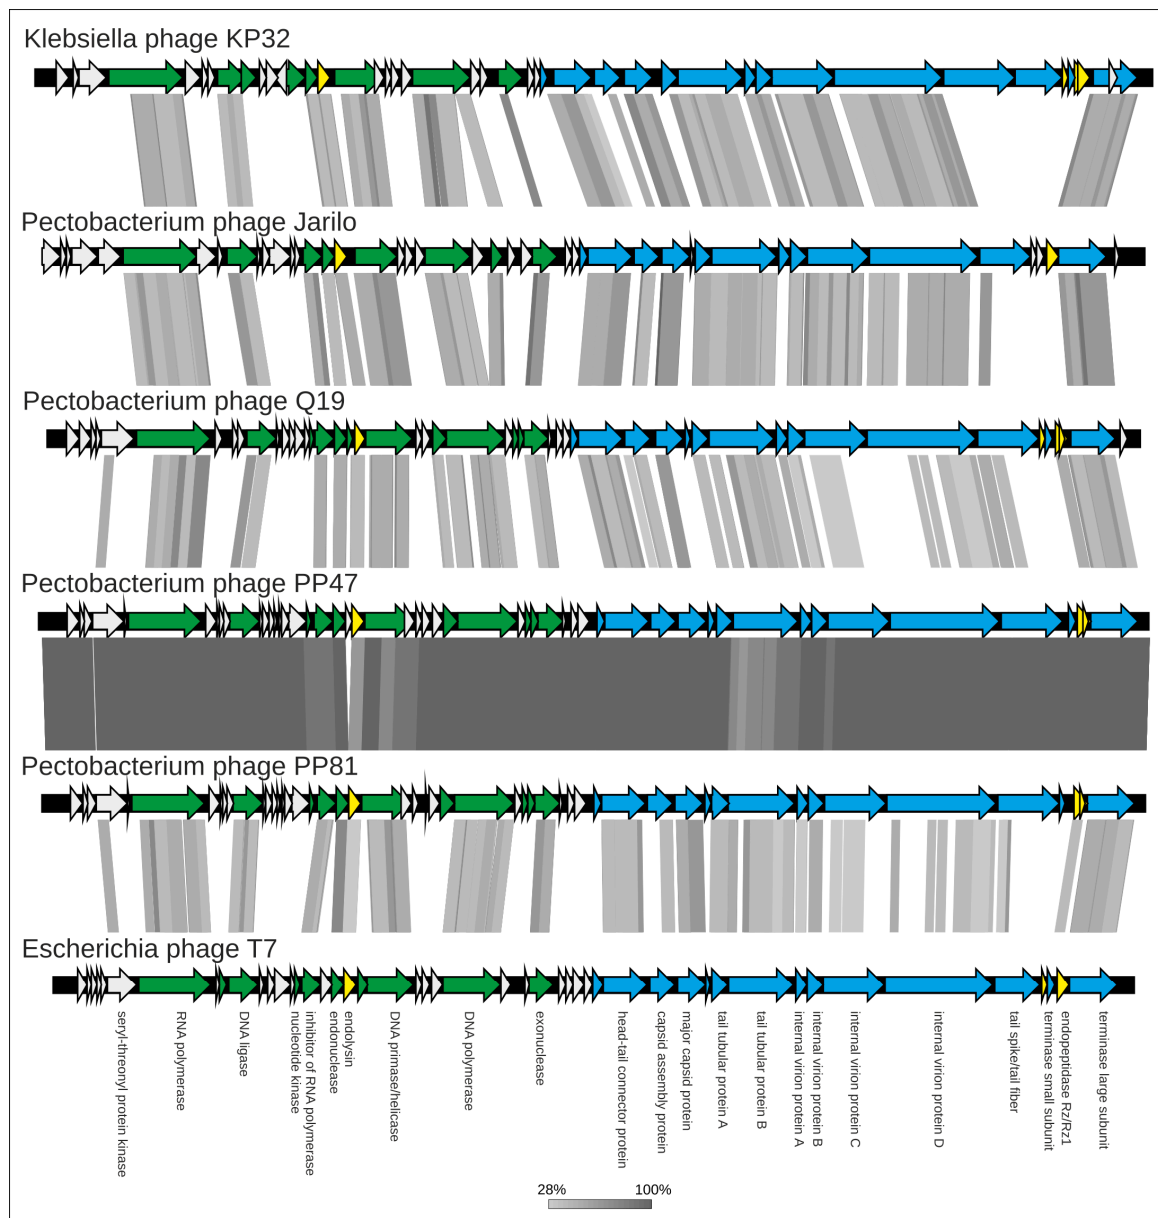 Klebsiella phage KP32
Pectobacterium phage Jarilo
Pectobacterium phage Q19
Pectobacterium phage PP47
Pectobacterium phage PP81
Escherichia phage T7
seryl-threonyl protein kinase
RNA polymerase
DNA ligase
nucleotide kinase
inhibitor of RNA polymerase
endonuclease
endolysin
DNA primase/helicase
DNA polymerase
exonuclease
head-tail connector protein
capsid assembly protein
major capsid protein
tail tubular protein A
tail tubular protein B
internal virion protein A
internal virion protein B
internal virion protein C
internal virion protein D
tail spike/tail fiber
terminase small subunit
endopeptidase Rz/Rz1
terminase large subunit
28% 100%